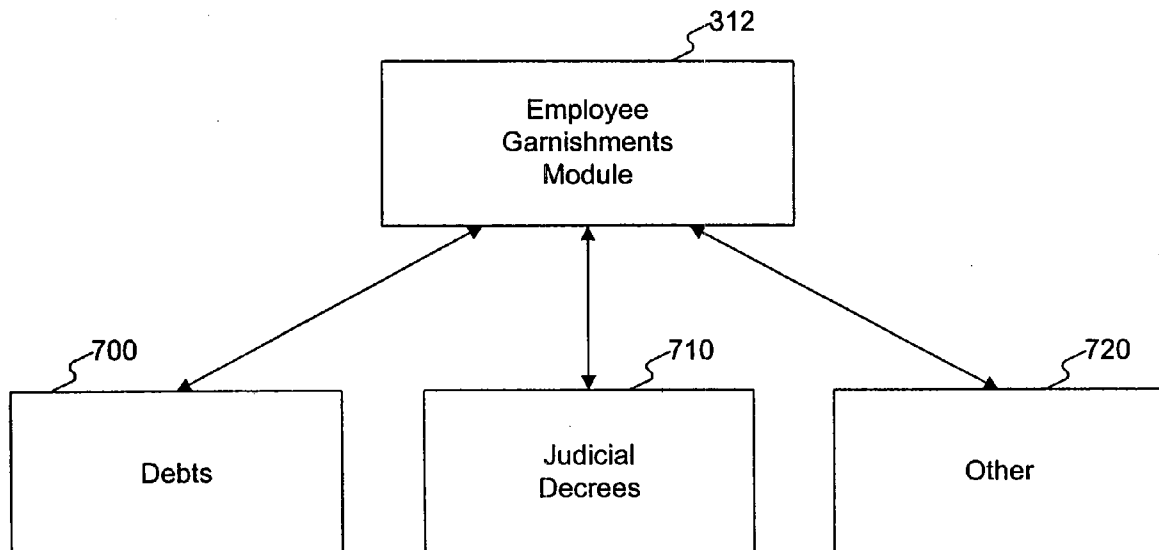 312
Employee
Garnishments
Module
700
710
720
Debts
Judicial
Decrees
Other